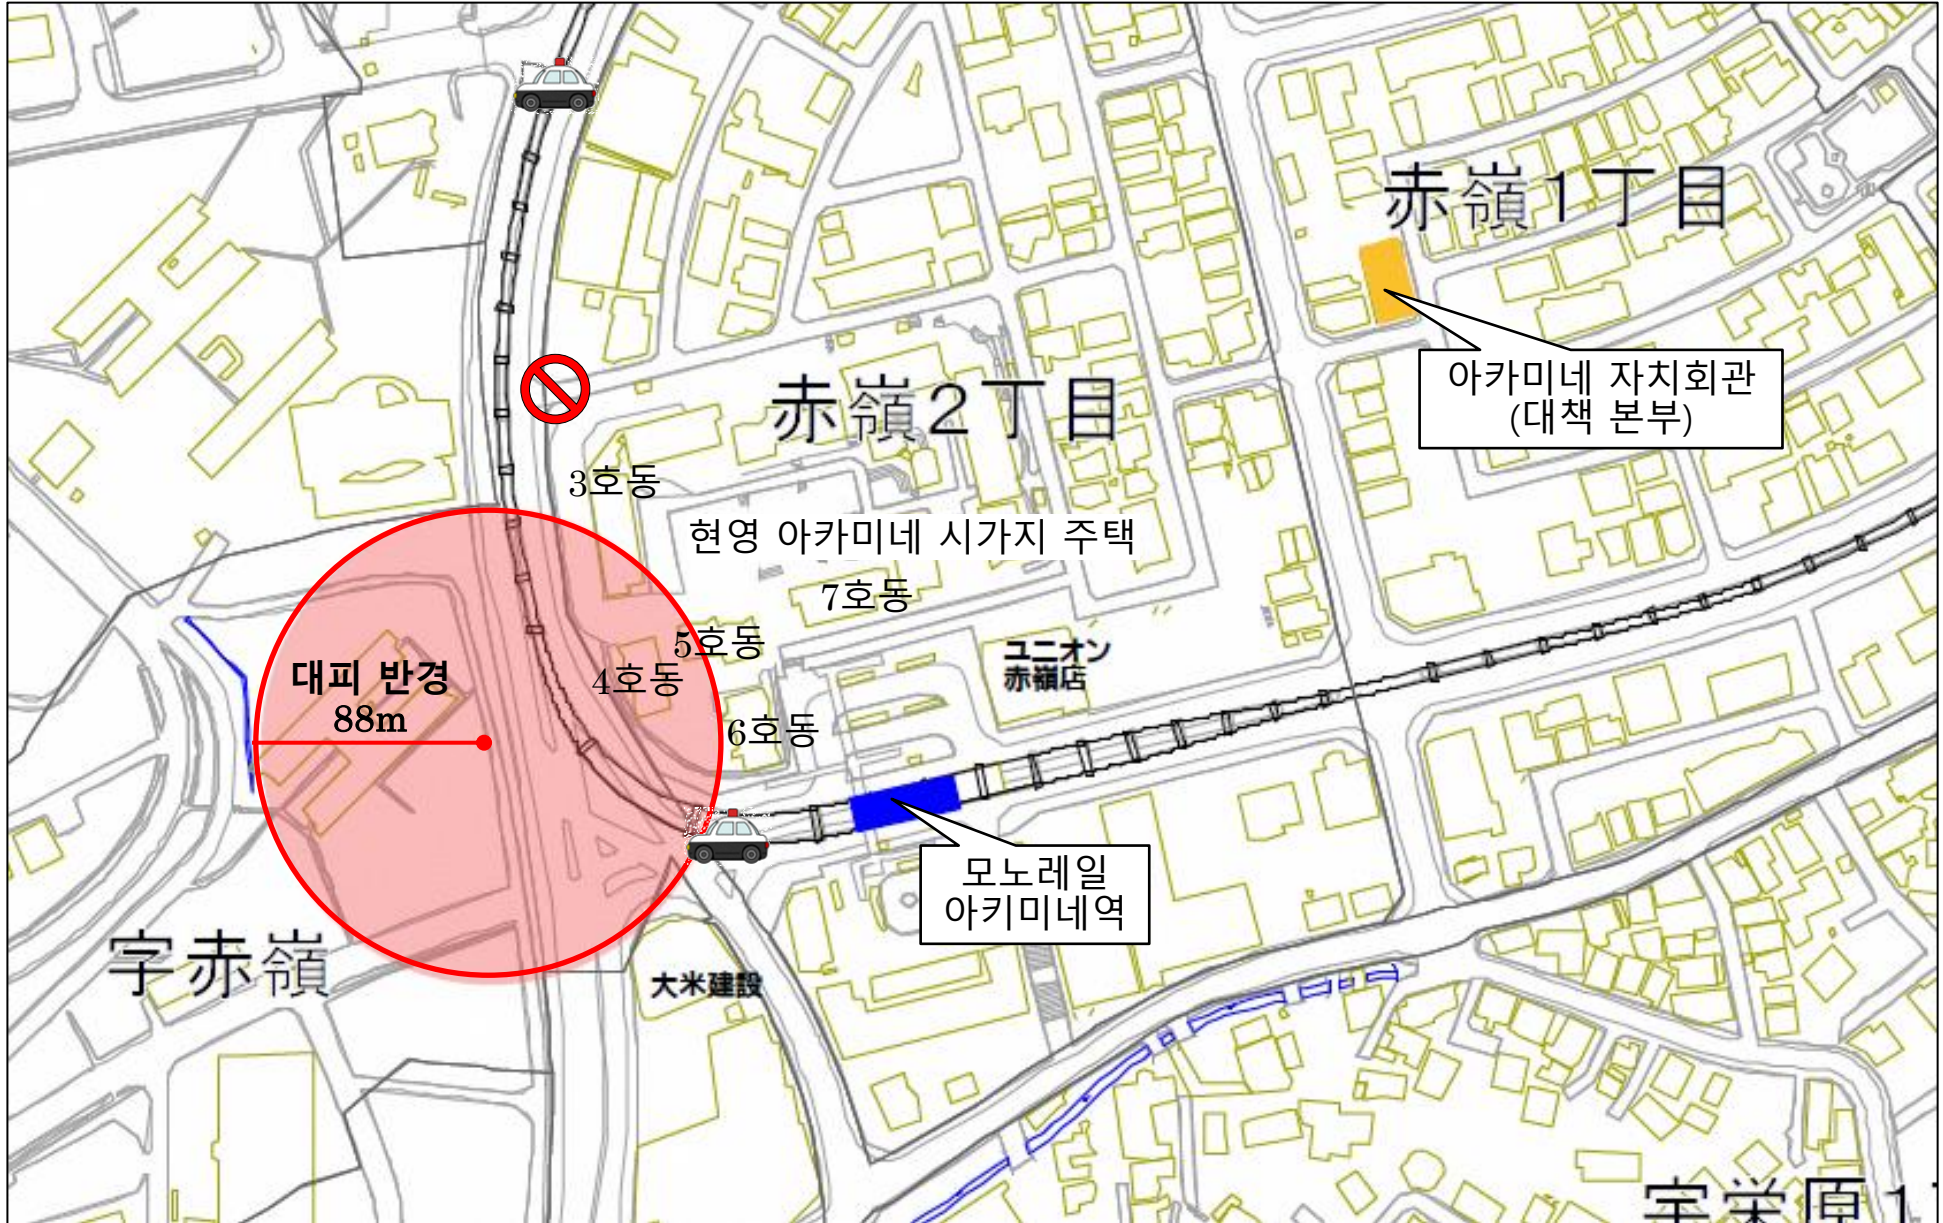 赤嶺1丁目
아카미네 자치회관
(대책 본부)
赤嶺2丁目
3호동
현영 아카미네 시가지 주택
7호동
5호동
ユニオン
赤嶺店
대피 반경
88m
4호동
6호동
모노레일
아키미네역
字赤嶺
大米建設
字栄原1